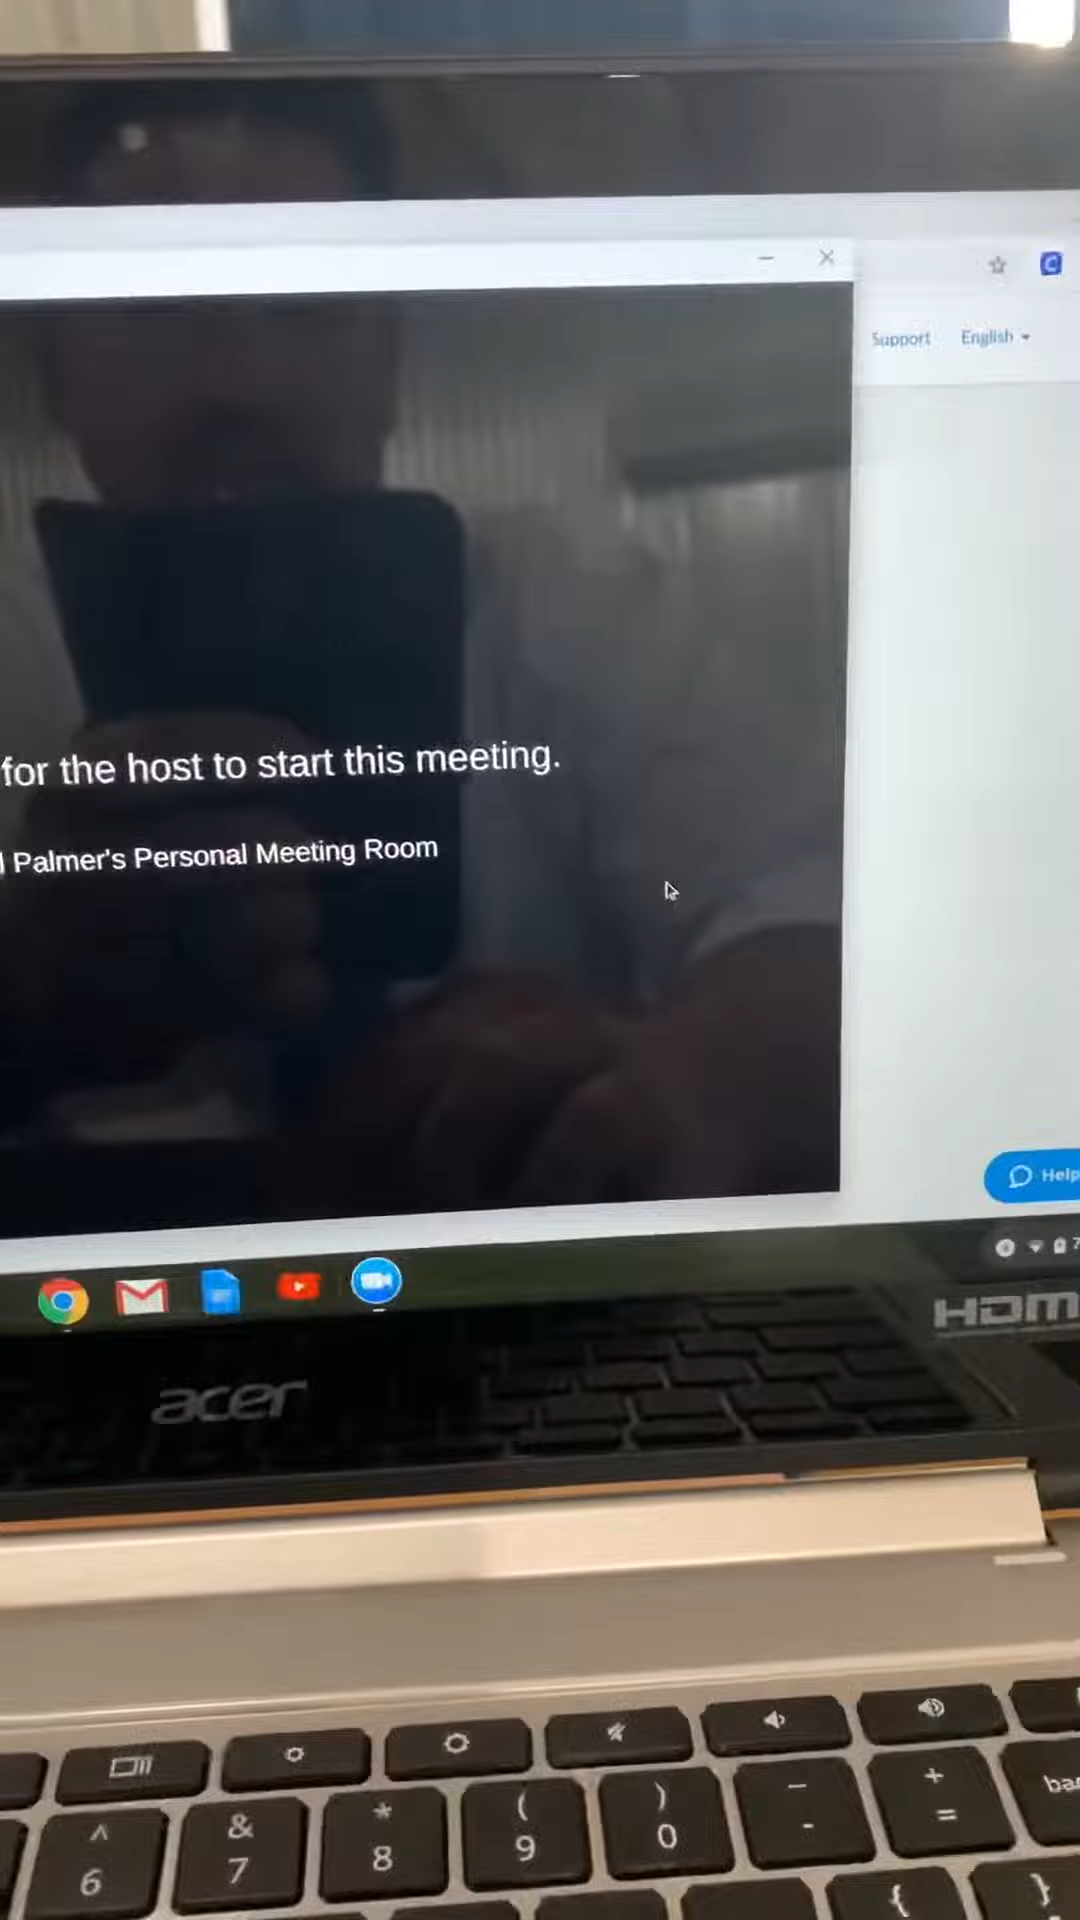 Support English
for the host to start this meeting.
Palmer's Personal Meeting Room
Help
acer
^ & * ( ) _ +
6 7 8 9 0 - =
{ }